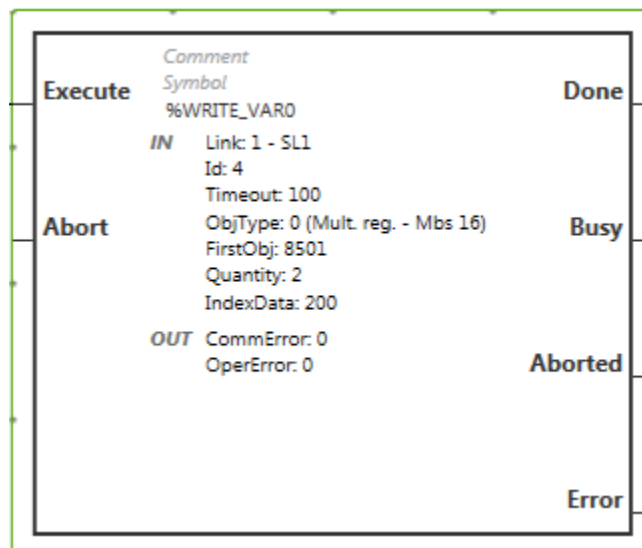 Comment
Execute Symbol Done
%WRITE_VAR0
IN Link: 1 - SL1
Id: 4
Timeout: 100
ObjType: 0 (Mult. reg. - Mbs 16)
Abort FirstObj: 8501 Busy
Quantity: 2
IndexData: 200
OUT CommError: 0
OperError: 0
Aborted
Error